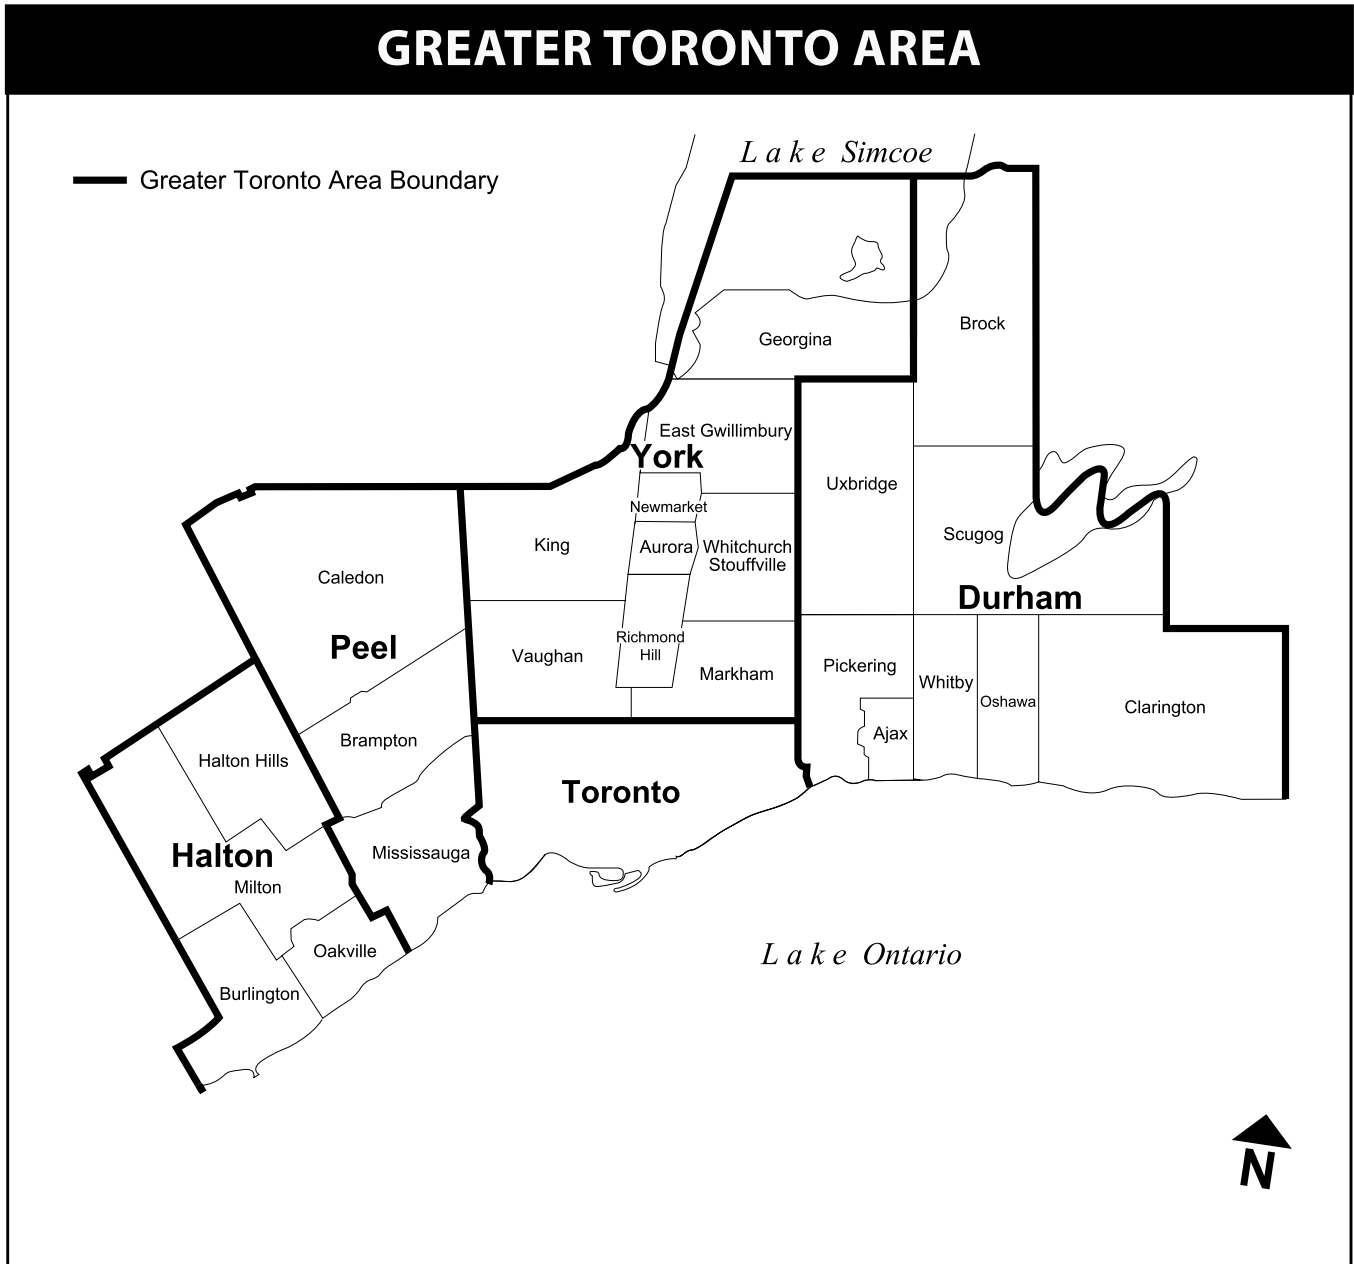 GREATER TORONTO AREA
Lake Simcoe
Greater Toronto Area Boundary
Brock
Georgina
East Gwillimbury
York
Uxbridge
Newmarket
Scugog
King
Aurora
Whitchurch
Stouffville
Caledon
Durham
Peel
Richmond
Hill
Vaughan
Pickering
Markham
Whitby
Oshawa
Clarington
Ajax
Brampton
Halton Hills
Toronto
Mississauga
Halton
Milton
Oakville
Lake Ontario
Burlington
N